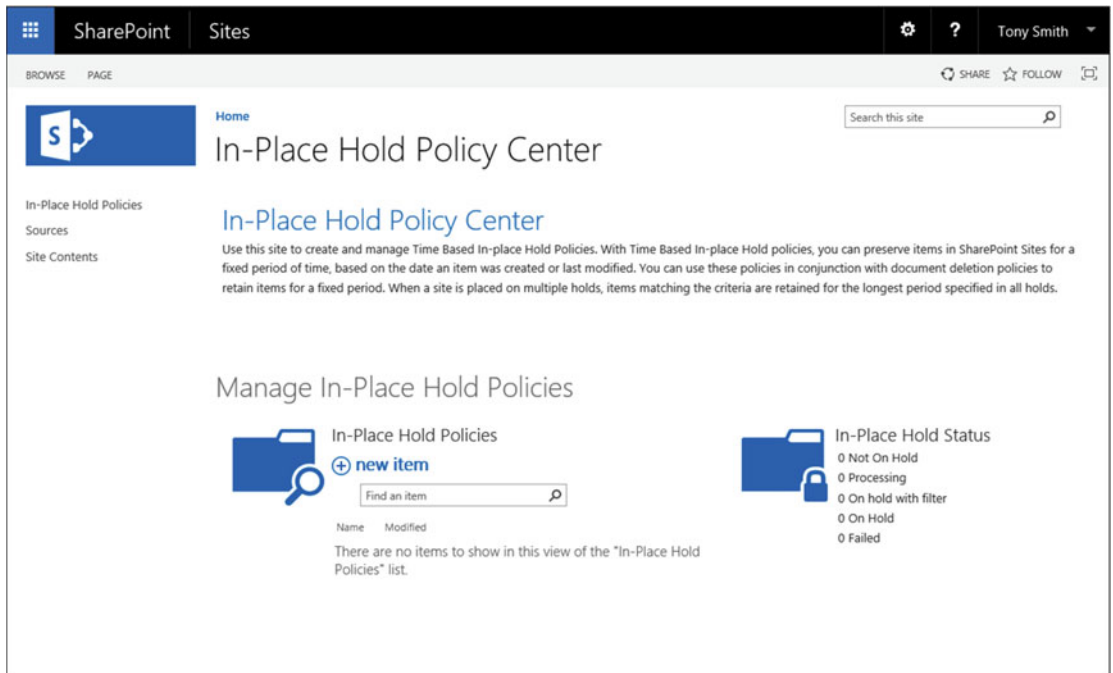 SharePoint Sites ? Tony Smith
BROWSE PAGE SHARE FOLLOW
S
Home
Search this site
In-Place Hold Policy Center
In-Place Hold Policies
Sources
Site Contents
In-Place Hold Policy Center
Use this site to create and manage Time Based In-place Hold Policies. With Time Based In-place Hold policies, you can preserve items in SharePoint Sites for a
fixed period of time, based on the date an item was created or last modified. You can use these policies in conjunction with document deletion policies to
retain items for a fixed period. When a site is placed on multiple holds, items matching the criteria are retained for the longest period specified in all holds.
Manage In-Place Hold Policies
In-Place Hold Policies
new item
Find an item
Name Modified
There are no items to show in this view of the "In-Place Hold
Policies" list.
In-Place Hold Status
0 Not On Hold
0 Processing
0 On hold with filter
0 On Hold
0 Failed